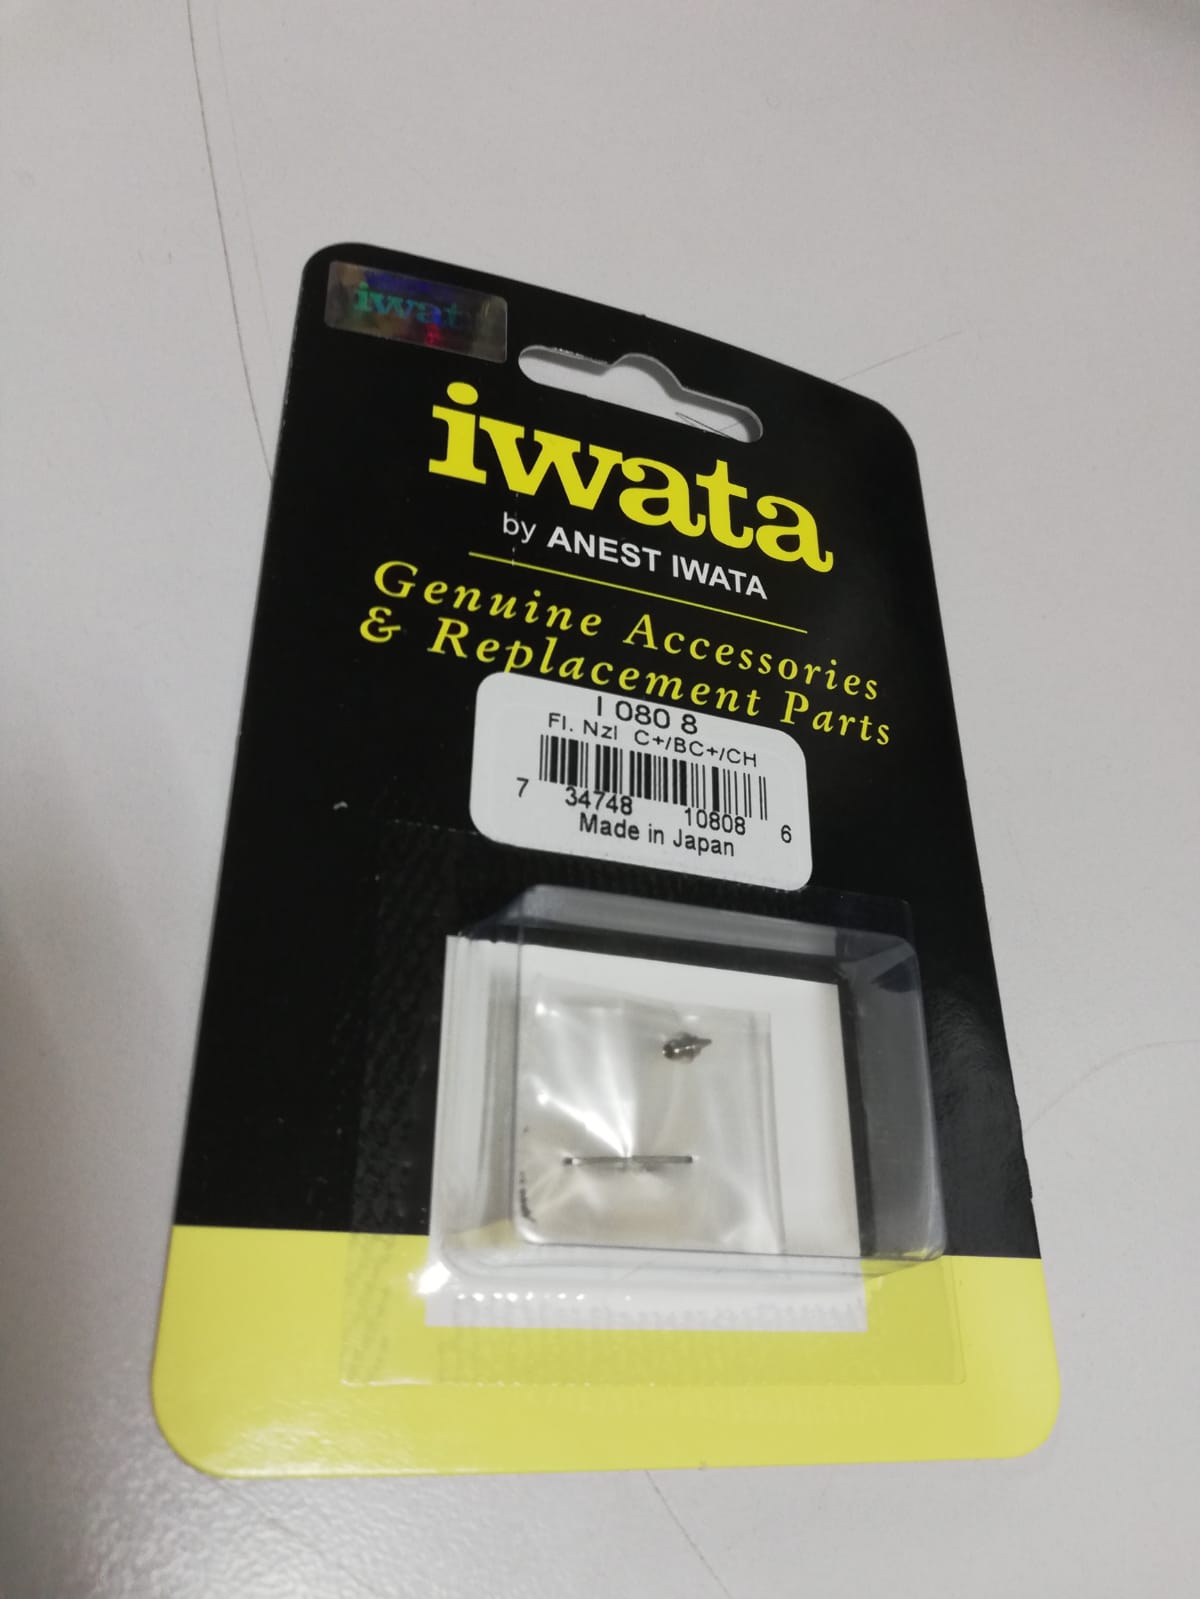 iwat
iwata
by ANEST IWATA
Genuine Accessories
& Replacement Parts
I 080 8
Fl. Nzl C+/BC+/CH
7 34748 10808 6
Made in Japan